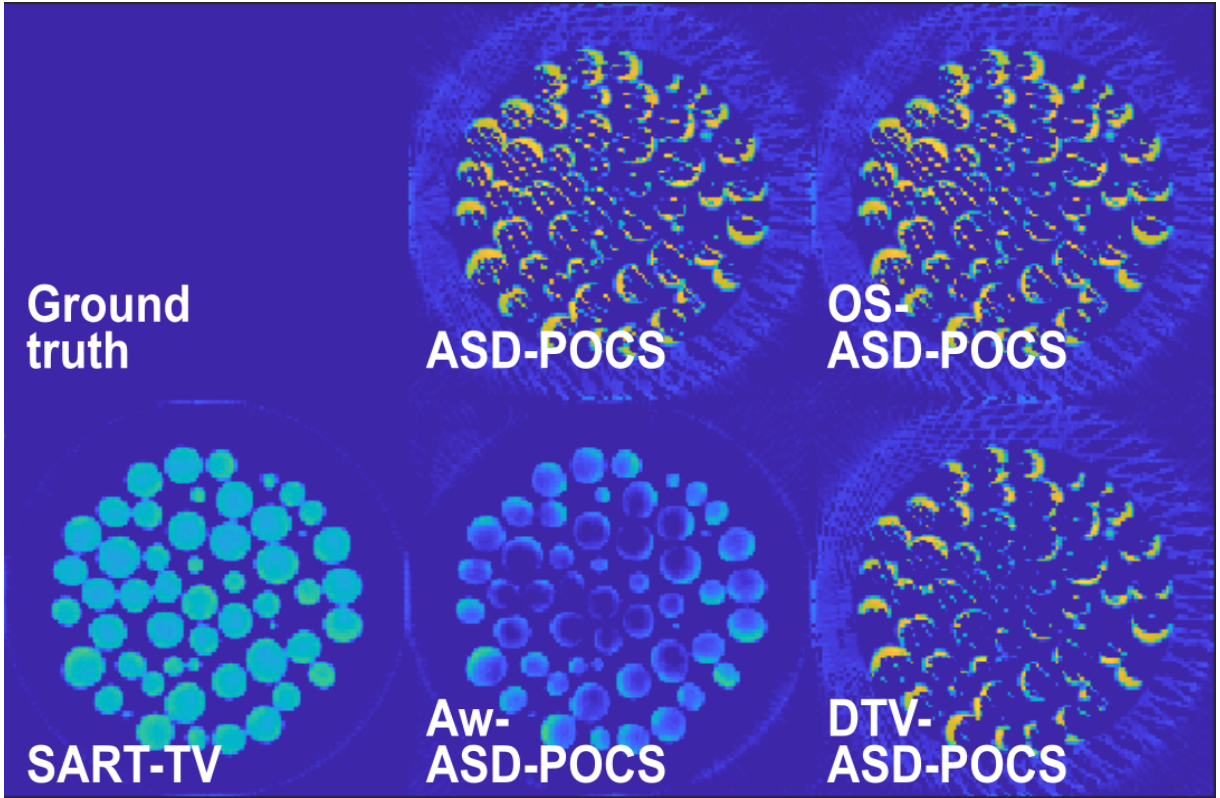 Ground
truth
ASD-POCS
OS-
ASD-POCS
SART-TV
Aw-
ASD-POCS
DTV-
ASD-POCS